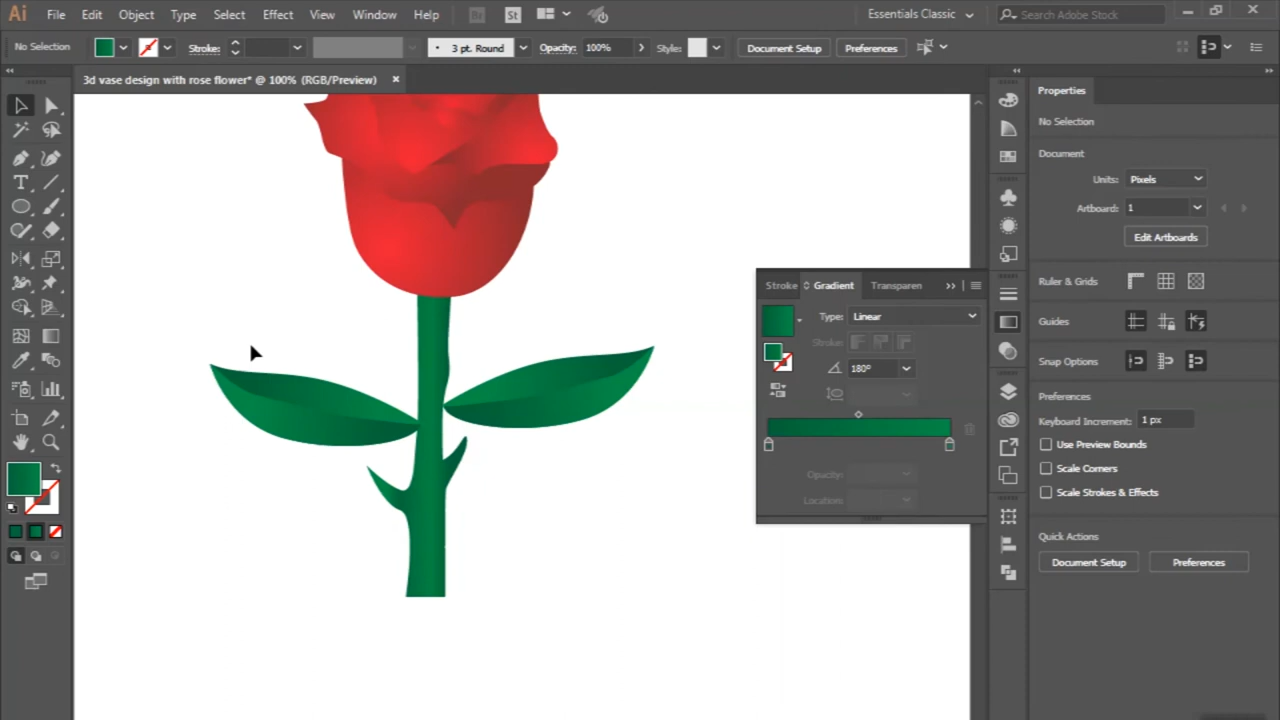 Ai File Edit Object Type Select Effect View Window Help Br St Essentials Classic Search Adobe Stock
No Selection Stroke: 3 pt. Round Opacity: 100% Style: Document Setup Preferences
3d vase design with rose flower* @ 100% (RGB/Preview)
Properties
No Selection
Document
Units: Pixels
Artboard: 1
Edit Artboards
Ruler & Grids
Guides
Snap Options
Preferences
Keyboard Increment: 1 px
Use Preview Bounds
Scale Corners
Scale Strokes & Effects
Quick Actions
Document Setup Preferences
Stroke Gradient Transparen
Type: Linear
Stroke:
180°
Opacity:
Location: